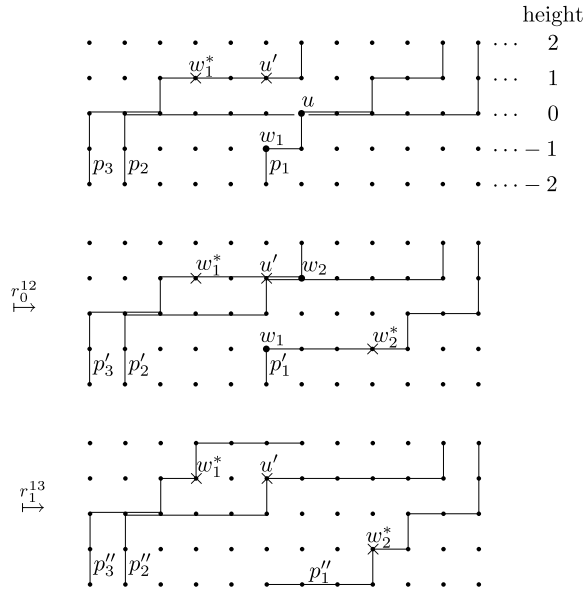 height
··· 2
w₁* u′ ··· 1
u ··· 0
w₁ ··· − 1
p₃ p₂ p₁ ··· − 2
w₁* u′ w₂
r₀¹² ↦
w₁ w₂*
p′₃ p′₂ p′₁
w₁* u′
r₁¹³ ↦
w₂*
p″₃ p″₂ p″₁